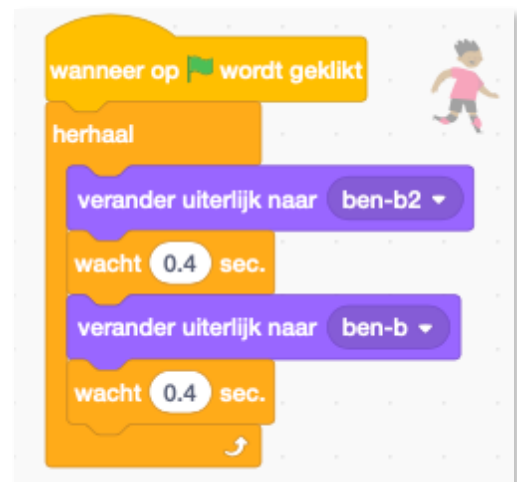 wanneer op wordt geklikt
herhaal
verander uiterlijk naar ben-b2
wacht 0.4 sec.
verander uiterlijk naar ben-b
wacht 0.4 sec.